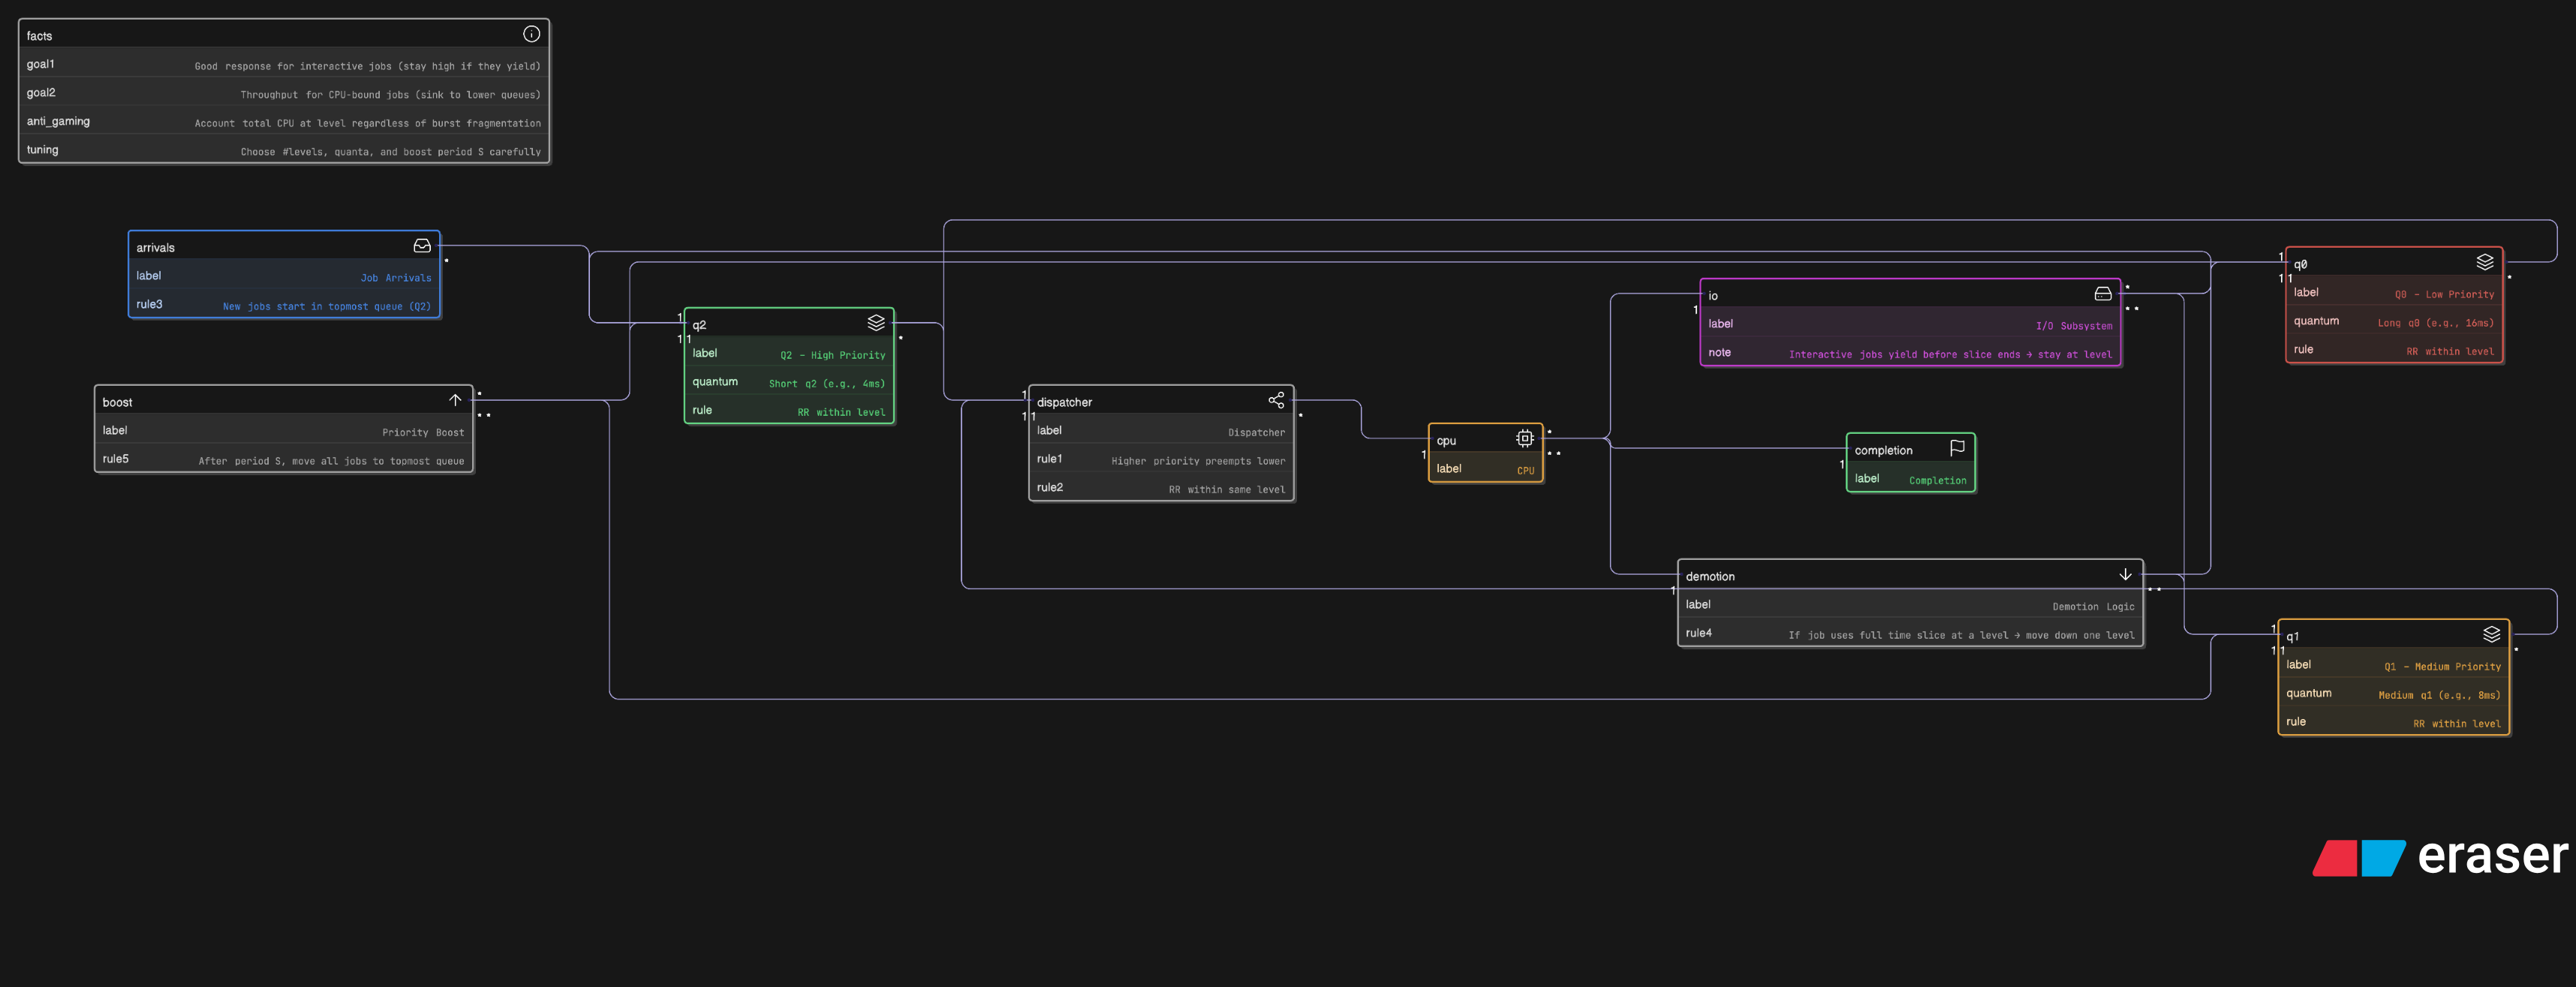 facts
goal1 Good response for interactive jobs (stay high if they yield)
goal2 Throughput for CPU-bound jobs (sink to lower queues)
anti_gaming Account total CPU at level regardless of burst fragmentation
tuning Choose #levels, quanta, and boost period S carefully
arrivals
label Job Arrivals
rule3 New jobs start in topmost queue (Q2)
*
boost
label Priority Boost
rule5 After period S, move all jobs to topmost queue
*
* *
1
1 1
q2
label Q2 - High Priority
quantum Short q2 (e.g., 4ms)
rule RR within level
*
1
1 1
dispatcher
label Dispatcher
rule1 Higher priority preempts lower
rule2 RR within same level
*
1
cpu
label CPU
*
* *
1
io
label I/O Subsystem
note Interactive jobs yield before slice ends → stay at level
*
* *
1
completion
label Completion
1
demotion
label Demotion Logic
rule4 If job uses full time slice at a level → move down one level
* *
1
1 1
q0
label Q0 - Low Priority
quantum Long q0 (e.g., 16ms)
rule RR within level
*
1
1 1
q1
label Q1 - Medium Priority
quantum Medium q1 (e.g., 8ms)
rule RR within level
*
eraser